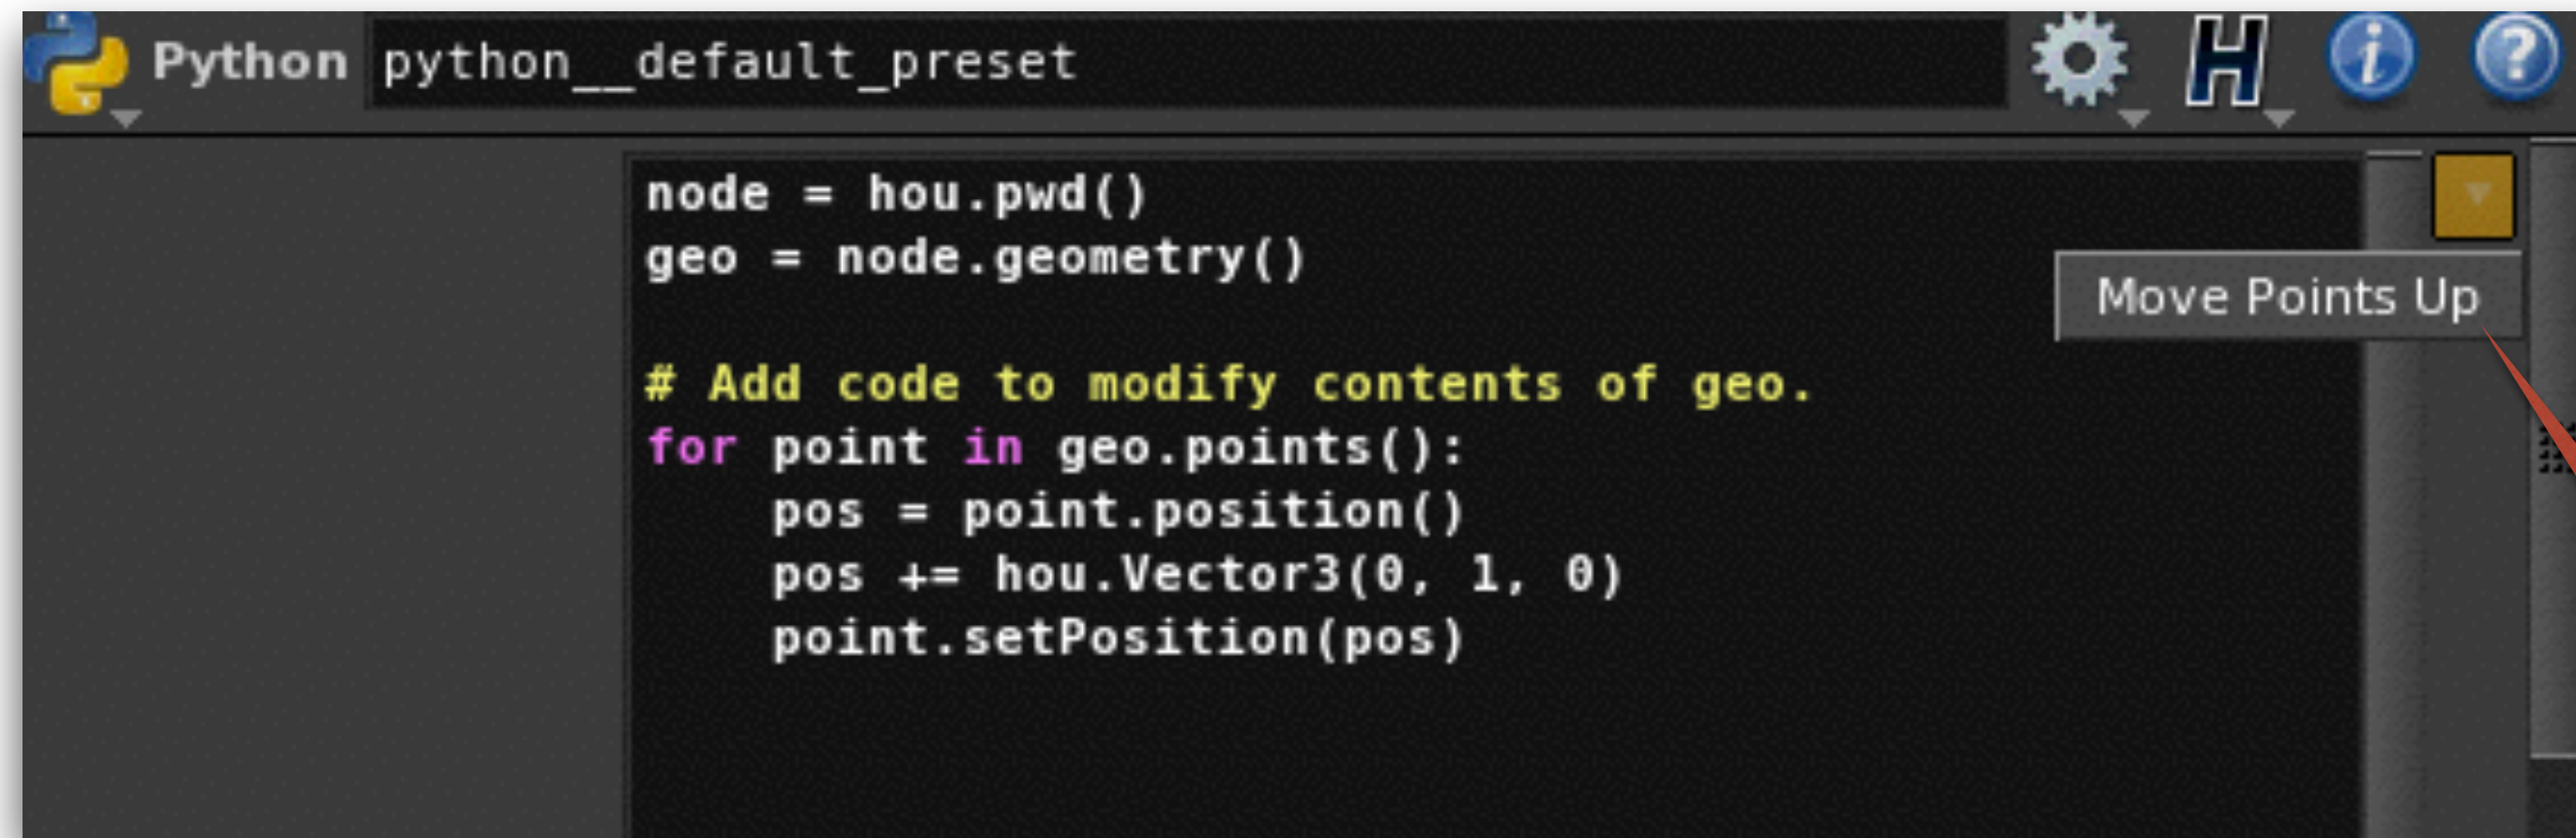 Python python__default_preset
node = hou.pwd()
geo = node.geometry()
Move Points Up
# Add code to modify contents of geo.
for point in geo.points():
    pos = point.position()
    pos += hou.Vector3(0, 1, 0)
    point.setPosition(pos)